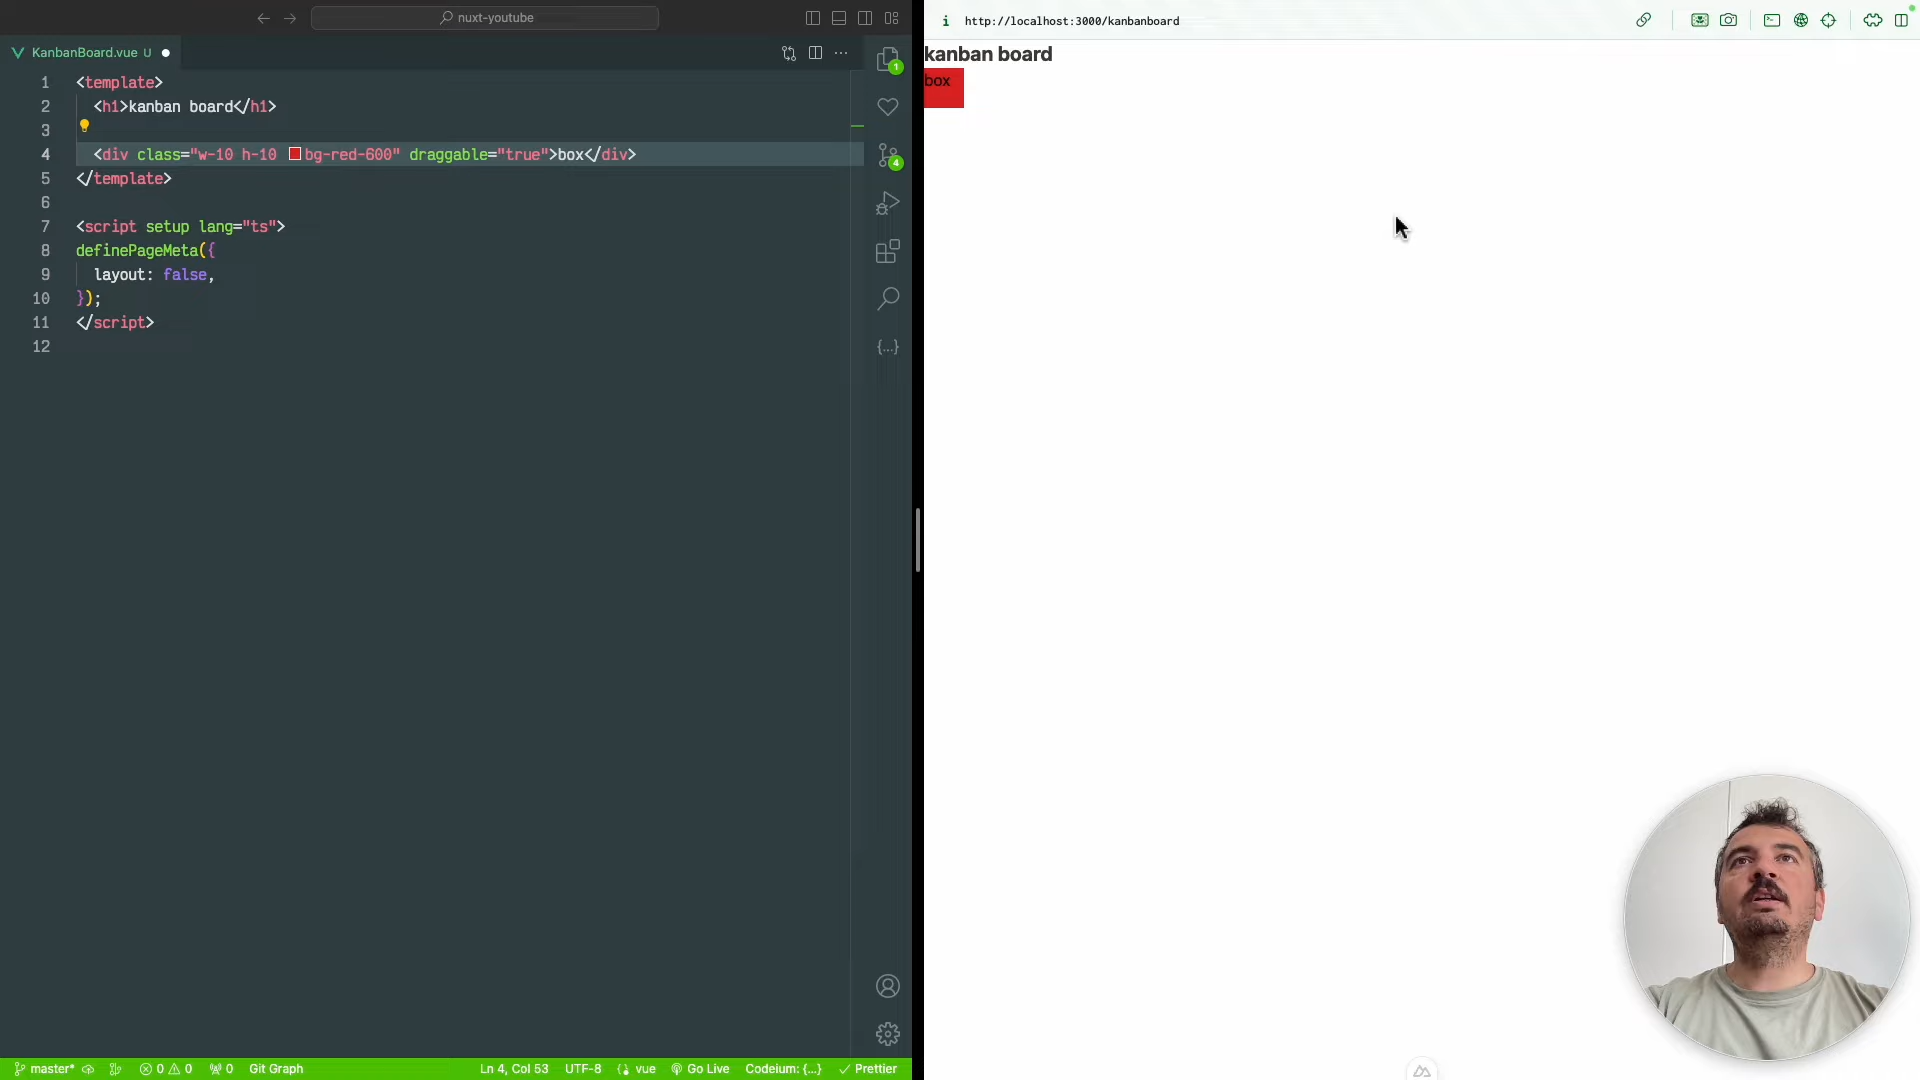 nuxt-youtube
KanbanBoard.vue U
1 <template>
2 <h1>kanban board</h1>
3
4 <div class="w-10 h-10 bg-red-600" draggable="true">box</div>
5 </template>
6
7 <script setup lang="ts">
8 definePageMeta({
9 layout: false,
10 });
11 </script>
12
1
4
{...}
master* 0 0 0 Git Graph Ln 4, Col 53 UTF-8 vue Go Live Codeium: {...} Prettier
i http://localhost:3000/kanbanboard
kanban board
box